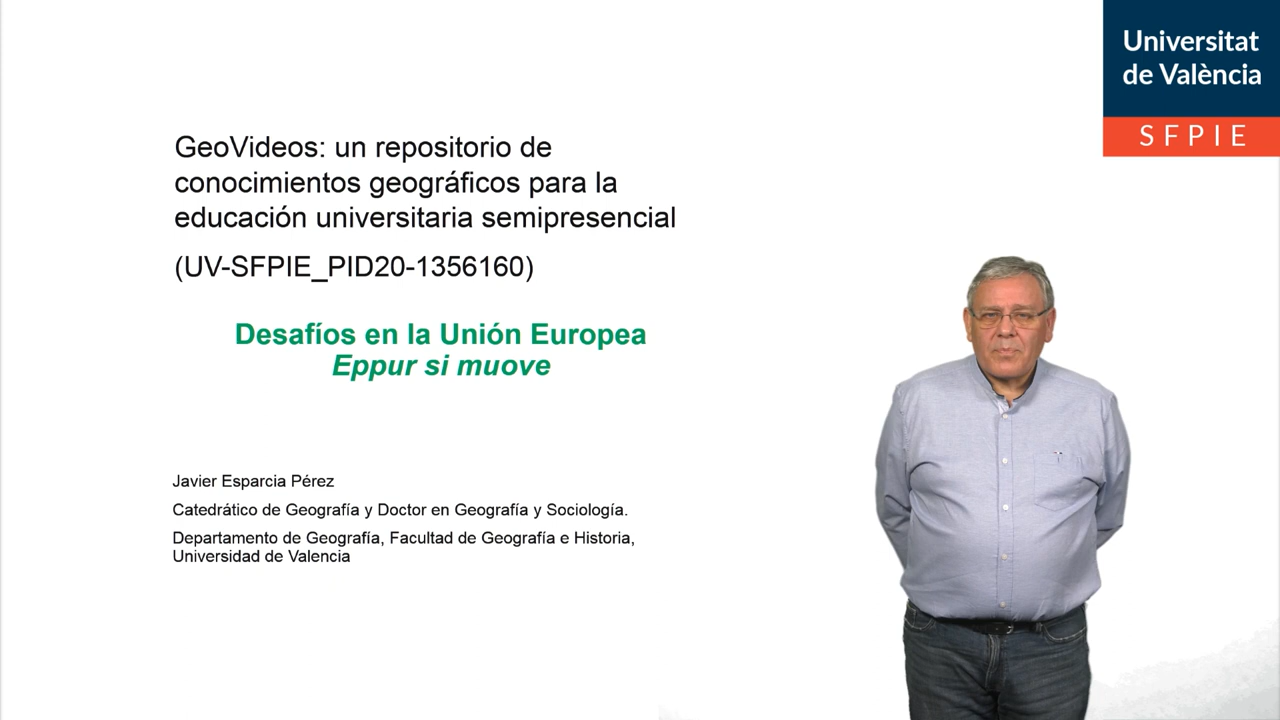 Universitat
de València
SFPIE
GeoVideos: un repositorio de
conocimientos geográficos para la
educación universitaria semipresencial
(UV-SFPIE_PID20-1356160)
Desafíos en la Unión Europea
Eppur si muove
Javier Esparcia Pérez
Catedrático de Geografía y Doctor en Geografía y Sociología.
Departamento de Geografía, Facultad de Geografía e Historia,
Universidad de Valencia